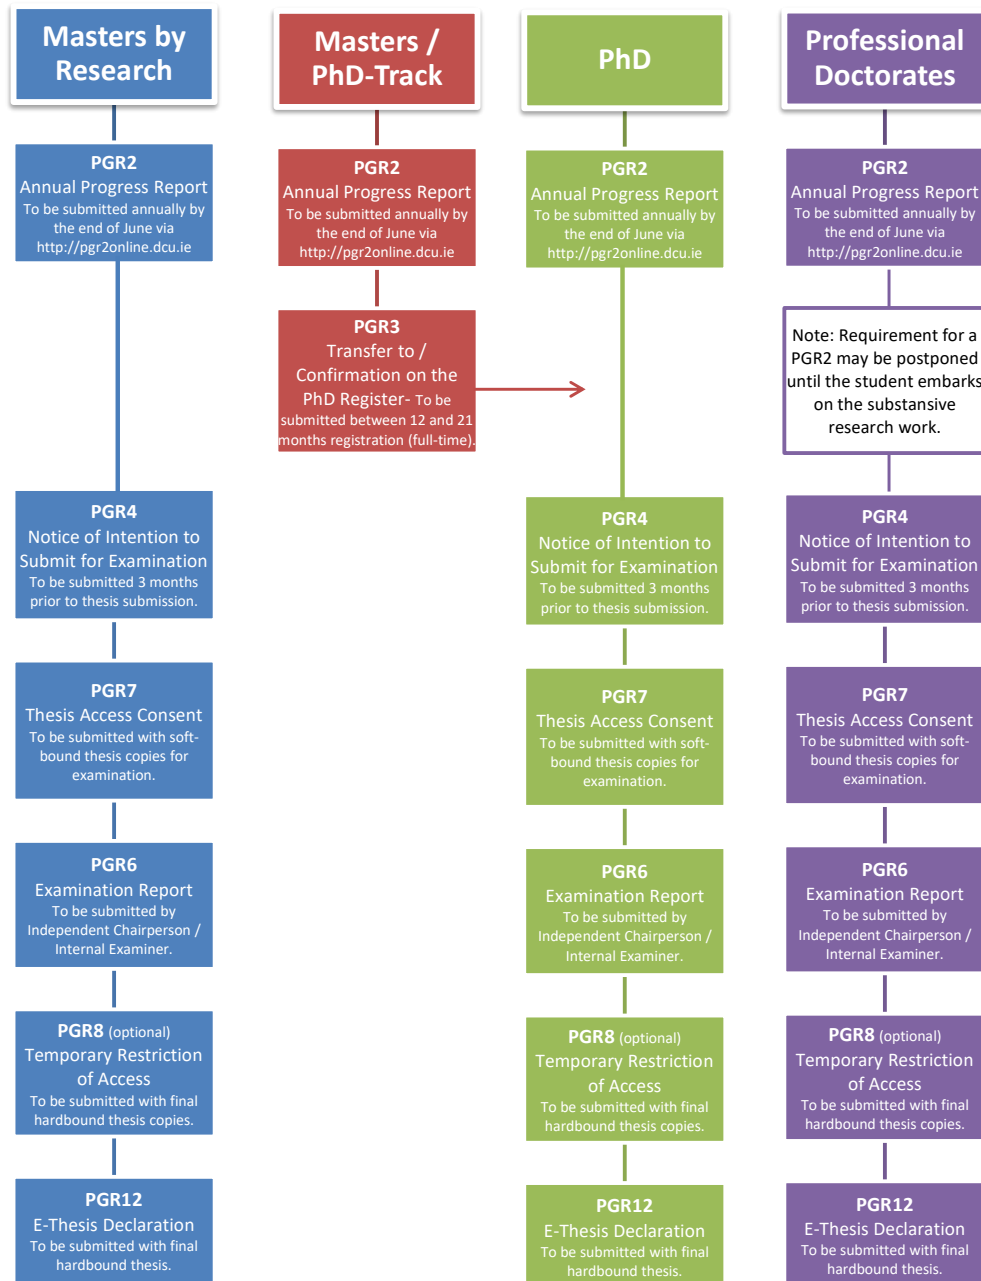 Masters by
Research
PGR2
Annual Progress Report
To be submitted annually by
the end of June via
http://pgr2online.dcu.ie
PGR4
Notice of Intention to
Submit for Examination
To be submitted 3 months
prior to thesis submission.
PGR7
Thesis Access Consent
To be submitted with soft-
bound thesis copies for
examination.
PGR6
Examination Report
To be submitted by
Independent Chairperson /
Internal Examiner.
PGR8 (optional)
Temporary Restriction
of Access
To be submitted with final
hardbound thesis copies.
PGR12
E-Thesis Declaration
To be submitted with final
hardbound thesis.
Masters /
PhD-Track
PGR2
Annual Progress Report
To be submitted annually by
the end of June via
http://pgr2online.dcu.ie
PGR3
Transfer to /
Confirmation on the
PhD Register- To be
submitted between 12 and 21
months registration (full-time).
PhD
PGR2
Annual Progress Report
To be submitted annually by
the end of June via
http://pgr2online.dcu.ie
PGR4
Notice of Intention to
Submit for Examination
To be submitted 3 months
prior to thesis submission.
PGR7
Thesis Access Consent
To be submitted with soft-
bound thesis copies for
examination.
PGR6
Examination Report
To be submitted by
Independent Chairperson /
Internal Examiner.
PGR8 (optional)
Temporary Restriction
of Access
To be submitted with final
hardbound thesis copies.
PGR12
E-Thesis Declaration
To be submitted with final
hardbound thesis.
Professional
Doctorates
PGR2
Annual Progress Report
To be submitted annually by
the end of June via
http://pgr2online.dcu.ie
Note: Requirement for a
PGR2 may be postponed
until the student embarks
on the substansive
research work.
PGR4
Notice of Intention to
Submit for Examination
To be submitted 3 months
prior to thesis submission.
PGR7
Thesis Access Consent
To be submitted with soft-
bound thesis copies for
examination.
PGR6
Examination Report
To be submitted by
Independent Chairperson /
Internal Examiner.
PGR8 (optional)
Temporary Restriction
of Access
To be submitted with final
hardbound thesis copies.
PGR12
E-Thesis Declaration
To be submitted with final
hardbound thesis.